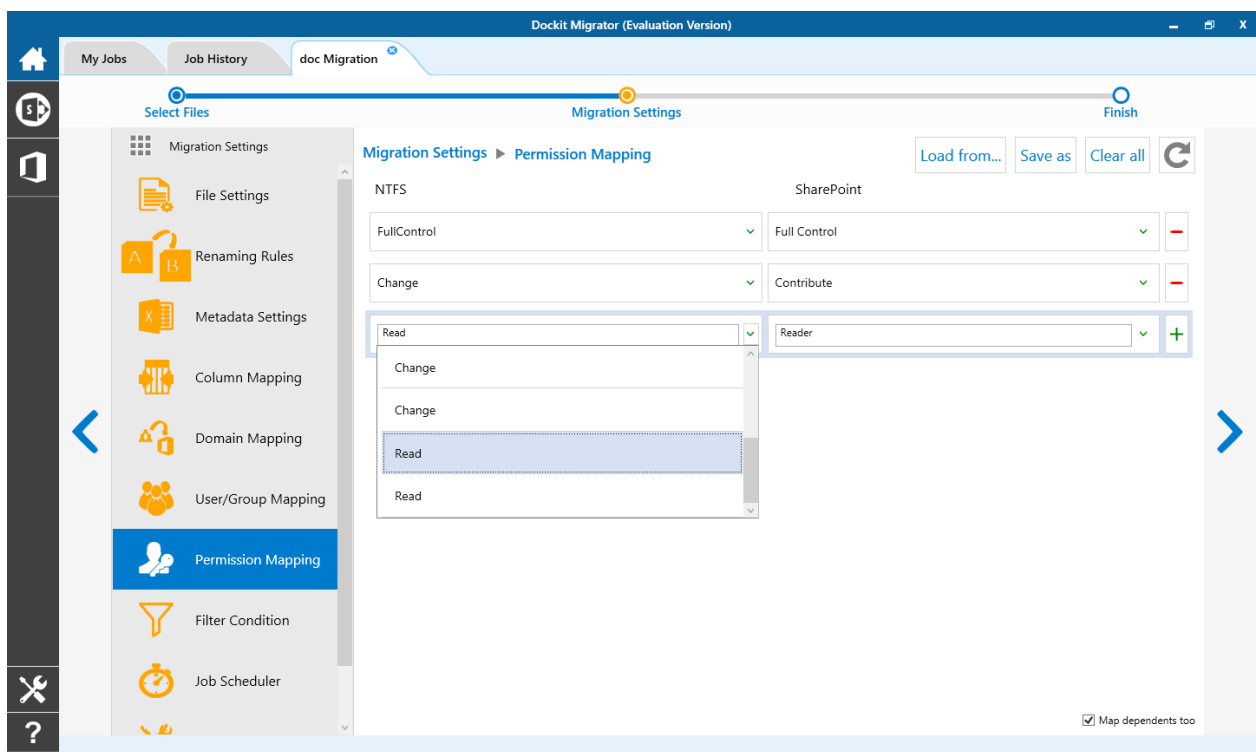 Dockit Migrator (Evaluation Version)
My Jobs
Job History
doc Migration
Select Files
Migration Settings
Finish
Migration Settings
File Settings
A
B
Renaming Rules
X
Metadata Settings
Column Mapping
Domain Mapping
User/Group Mapping
Permission Mapping
Filter Condition
Job Scheduler
Migration Settings ▶ Permission Mapping
Load from...
Save as
Clear all
NTFS
SharePoint
FullControl
Full Control
Change
Contribute
Read
Reader
Change
Change
Read
Read
Map dependents too